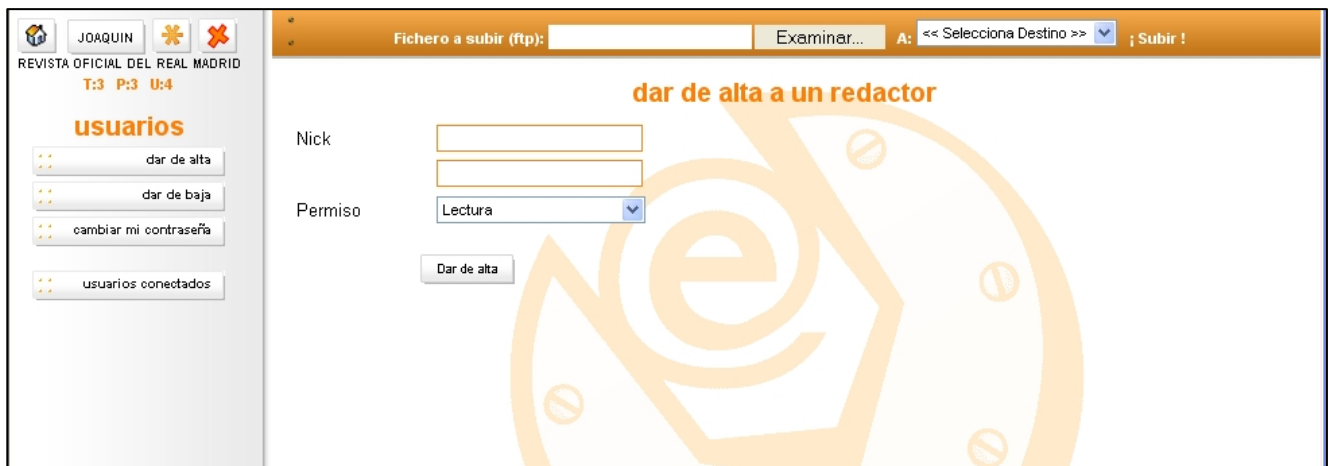 JOAQUIN
REVISTA OFICIAL DEL REAL MADRID
T:3 P:3 U:4
usuarios
dar de alta
dar de baja
cambiar mi contraseña
usuarios conectados
Fichero a subir (ftp): Examinar... A: << Selecciona Destino >> ¡ Subir !
dar de alta a un redactor
Nick
Permiso Lectura
Dar de alta
e